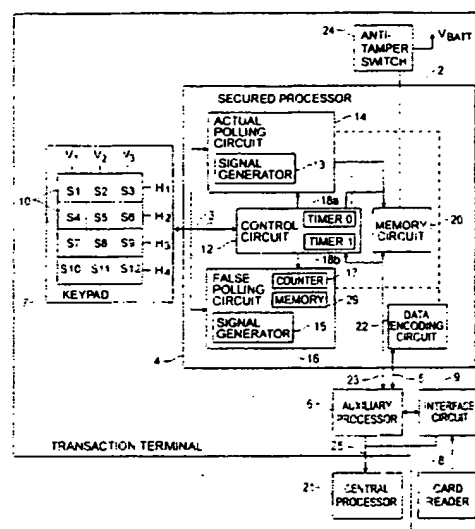 24
ANTI-
TAMPER
SWITCH
VBATT
2
SECURED PROCESSOR
ACTUAL POLLING
CIRCUIT
14
SIGNAL
GENERATOR
13
V1 V2 V3
10
S1 S2 S3 H1
S4 S5 S6 H2
S7 S8 S9 H3
S10 S11 S12 H4
KEYPAD
3
18a
CONTROL
CIRCUIT
TIMER 0
TIMER 1
12
MEMORY
CIRCUIT
20
18b
FALSE
POLLING
CIRCUIT
COUNTER
17
MEMORY
29
SIGNAL
GENERATOR
15
16
22
DATA
ENCODING
CIRCUIT
4
23
5
9
6
AUXILIARY
PROCESSOR
INTERFACE
CIRCUIT
TRANSACTION TERMINAL
25
8
CENTRAL
PROCESSOR
CARD
READER